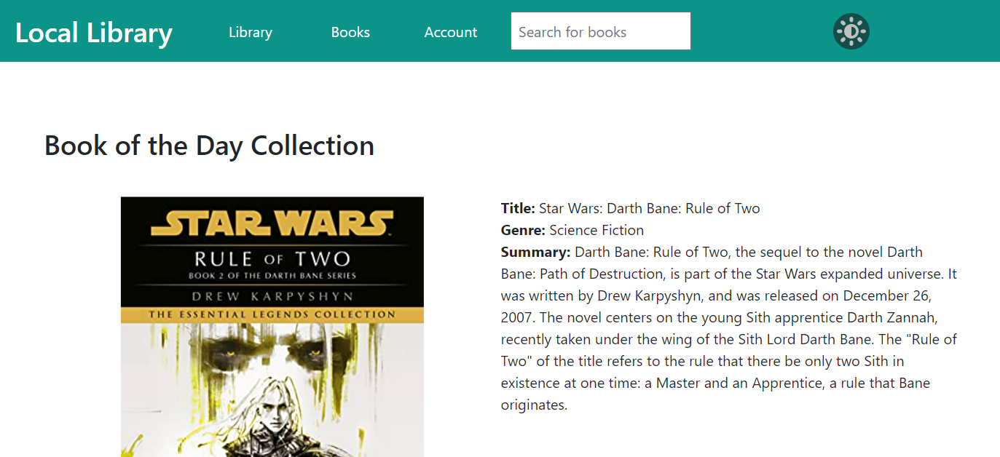 Local Library
Library
Books
Account
Search for books
Book of the Day Collection
STAR WARS
RULE OF TWO
BOOK 2 OF THE DARTH BANE SERIES
DREW KARPYSHYN
THE ESSENTIAL LEGENDS COLLECTION
Title: Star Wars: Darth Bane: Rule of Two
Genre: Science Fiction
Summary: Darth Bane: Rule of Two, the sequel to the novel Darth
Bane: Path of Destruction, is part of the Star Wars expanded universe. It
was written by Drew Karpyshyn, and was released on December 26,
2007. The novel centers on the young Sith apprentice Darth Zannah,
recently taken under the wing of the Sith Lord Darth Bane. The "Rule of
Two" of the title refers to the rule that there be only two Sith in
existence at one time: a Master and an Apprentice, a rule that Bane
originates.